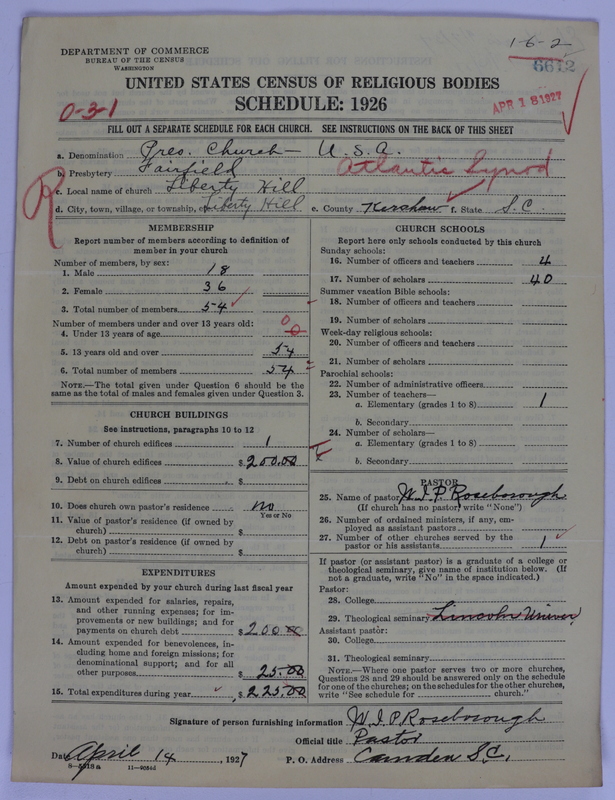 DEPARTMENT OF COMMERCE
BUREAU OF THE CENSUS
WASHINGTON
1-6-2
6612
APR 18 1927
0-3-1
UNITED STATES CENSUS OF RELIGIOUS BODIES
SCHEDULE: 1926
FILL OUT A SEPARATE SCHEDULE FOR EACH CHURCH. SEE INSTRUCTIONS ON THE BACK OF THIS SHEET
a. Denomination Pres. Church - U.S.A.
b. Presbytery Fairfield Atlantic Synod
c. Local name of church Liberty Hill
d. City, town, village, or township, or Liberty Hill e. County Kershaw f. State S.C.
R
MEMBERSHIP
Report number of members according to definition of
member in your church
Number of members, by sex:
1. Male 18
2. Female 36
3. Total number of members 54
Number of members under and over 13 years old:
4. Under 13 years of age 0
5. 13 years old and over 54
6. Total number of members 54
NOTE.—The total given under Question 6 should be the
same as the total of males and females given under Question 3.
CHURCH BUILDINGS
See instructions, paragraphs 10 to 12
7. Number of church edifices 1
8. Value of church edifices $200.00
9. Debt on church edifices $
10. Does church own pastor's residence no
Yes or No
11. Value of pastor's residence (if owned by
church) $
12. Debt on pastor's residence (if owned by
church) $
EXPENDITURES
Amount expended by your church during last fiscal year
13. Amount expended for salaries, repairs,
and other running expenses; for im-
provements or new buildings; and for
payments on church debt $200.00
14. Amount expended for benevolences, in-
cluding home and foreign missions; for
denominational support; and for all
other purposes 25.00
15. Total expenditures during year $225.00
CHURCH SCHOOLS
Report here only schools conducted by this church
Sunday schools:
16. Number of officers and teachers 4
17. Number of scholars 40
Summer vacation Bible schools:
18. Number of officers and teachers
19. Number of scholars
Week-day religious schools:
20. Number of officers and teachers
21. Number of scholars
Parochial schools:
22. Number of administrative officers
23. Number of teachers—
a. Elementary (grades 1 to 8) 1
b. Secondary
24. Number of scholars—
a. Elementary (grades 1 to 8)
b. Secondary
PASTOR
25. Name of pastor W.I.P. Roseborough
(If church has no pastor, write "None")
26. Number of ordained ministers, if any, em-
ployed as assistant pastors
27. Number of other churches served by the
pastor or his assistants 1
If pastor (or assistant pastor) is a graduate of a college or
theological seminary, give name of institution below. (If
not a graduate, write "No" in the space indicated.)
Pastor:
28. College
29. Theological seminary Lincoln Univer
Assistant pastor:
30. College
31. Theological seminary
NOTE.—Where one pastor serves two or more churches,
Questions 28 and 29 should be answered only on the schedule
for one of the churches; on the schedules for the other churches,
write "See schedule for church."
Signature of person furnishing information W.I.P. Roseborough
Official title Pastor
Date April 14, 1927 P. O. Address Camden S.C.